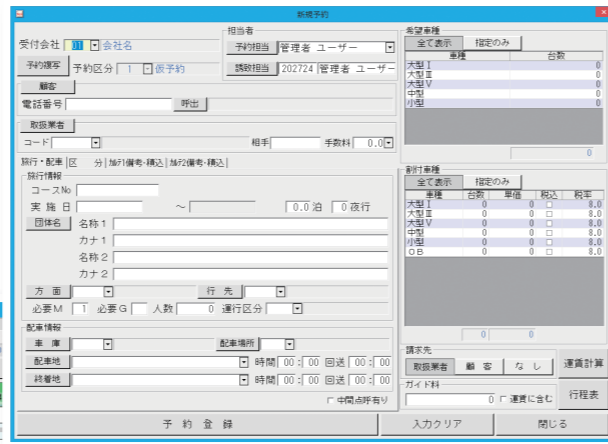 新規予約
受付会社 01 会社名
予約複写 予約区分 1 仮予約
担当者
予約担当 管理者 ユーザー
誘致担当 202724 管理者 ユーザー
顧客
電話番号 呼出
取扱業者
コード 相手 手数料 0.0
旅行・配車 区 分 ｶﾙﾃ1備考・積込 ｶﾙﾃ2備考・積込
旅行情報
コースNo
実 施 日 ～ 0.0 泊 0 夜行
団体名 名称１
カナ１
名称２
カナ２
方 面 行 先
必要Ｍ 1 必要Ｇ 人数 0 運行区分
配車情報
車 庫 配車場所
配車地 時間 00:00 回送 00:00
終着地 時間 00:00 回送 00:00
中間点呼有り
希望車種
全て表示 指定のみ
車種 台数
大型Ⅰ 0
大型Ⅲ 0
大型Ⅴ 0
中型 0
小型 0
0
割付車種
全て表示 指定のみ
車種 台数 単価 税込 税率
大型Ⅰ 0 0 8.0
大型Ⅲ 0 0 8.0
大型Ⅴ 0 0 8.0
中型 0 0 8.0
小型 0 0 8.0
ＯＢ 0 0 8.0
0 0
請求先
取扱業者 顧 客 な し 運賃計算
ガイド料
0 運賃に含む 行程表
予 約 登 録 入力クリア 閉じる